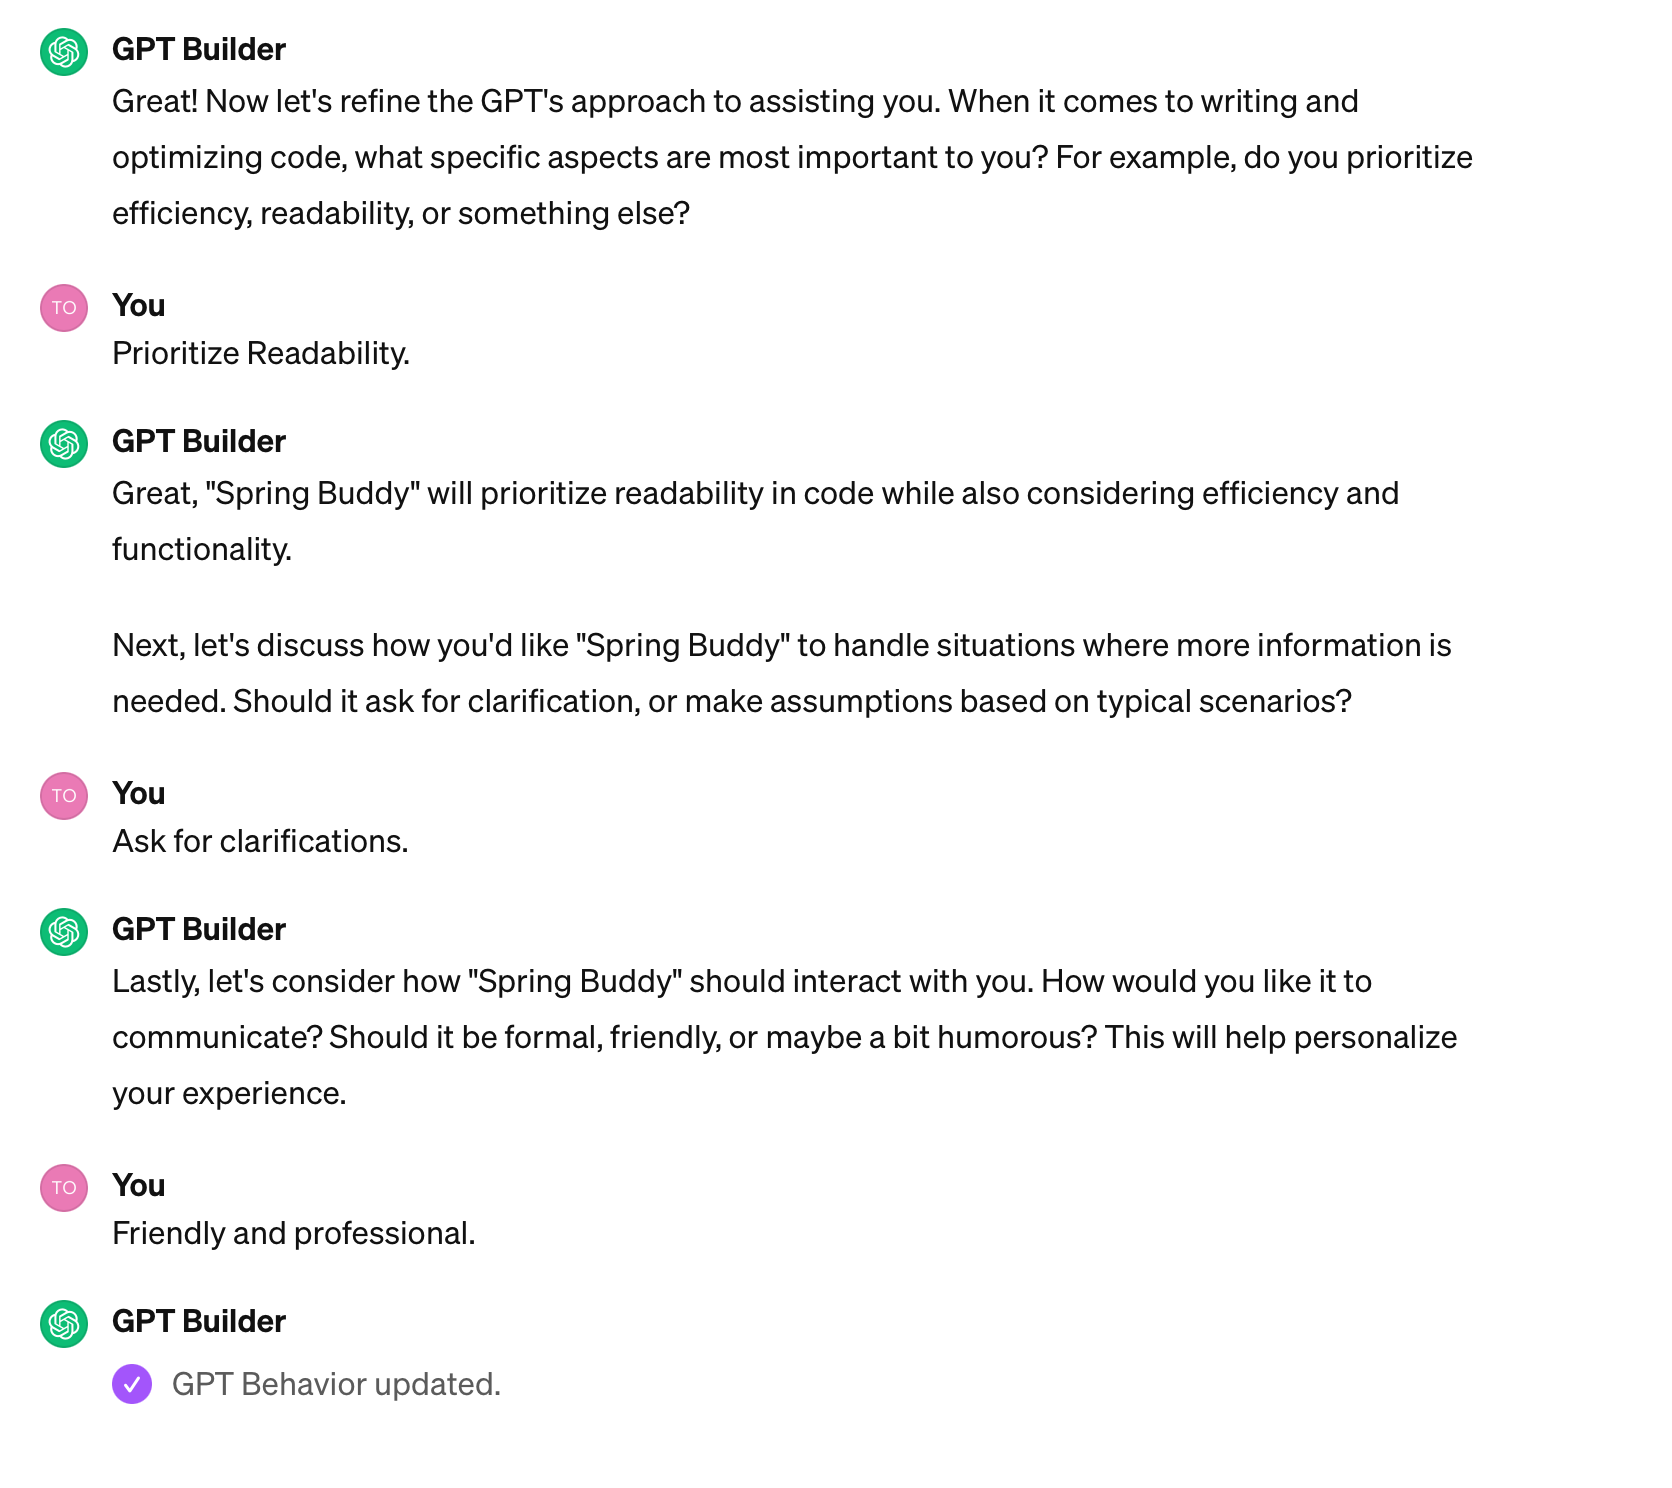 GPT Builder
Great! Now let's refine the GPT's approach to assisting you. When it comes to writing and
optimizing code, what specific aspects are most important to you? For example, do you prioritize
efficiency, readability, or something else?
TO
You
Prioritize Readability.
GPT Builder
Great, "Spring Buddy" will prioritize readability in code while also considering efficiency and
functionality.
Next, let's discuss how you'd like "Spring Buddy" to handle situations where more information is
needed. Should it ask for clarification, or make assumptions based on typical scenarios?
TO
You
Ask for clarifications.
GPT Builder
Lastly, let's consider how "Spring Buddy" should interact with you. How would you like it to
communicate? Should it be formal, friendly, or maybe a bit humorous? This will help personalize
your experience.
TO
You
Friendly and professional.
GPT Builder
GPT Behavior updated.